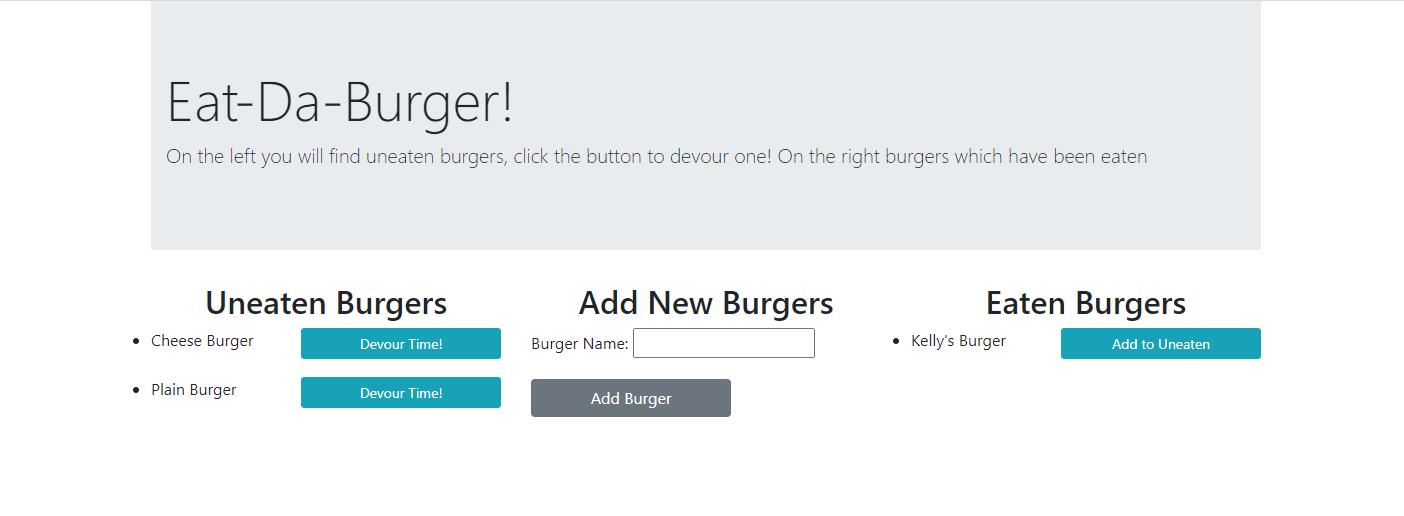 Eat-Da-Burger!
On the left you will find uneaten burgers, click the button to devour one! On the right burgers which have been eaten
Uneaten Burgers
Cheese Burger Devour Time!
Plain Burger Devour Time!
Add New Burgers
Burger Name:
Add Burger
Eaten Burgers
Kelly's Burger Add to Uneaten